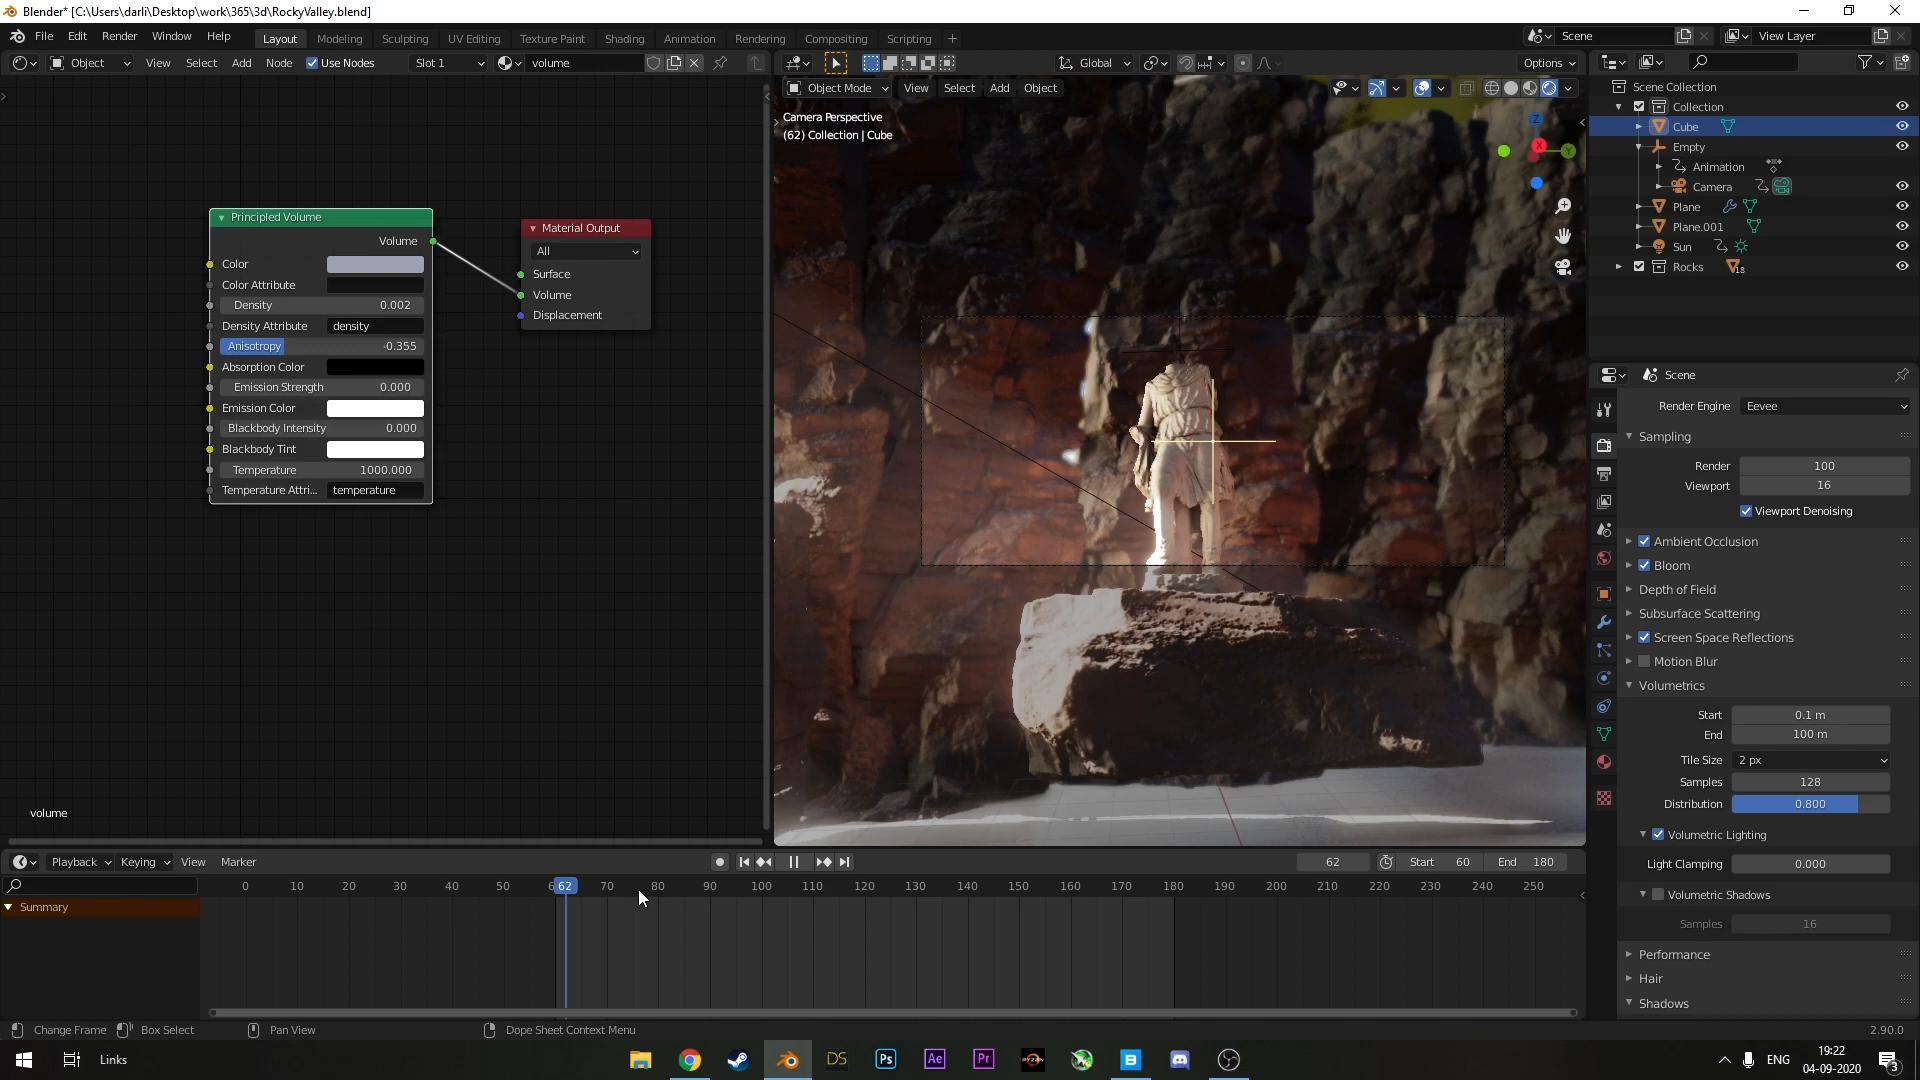 Blender* [C:\Users\darli\Desktop\work\365\3d\RockyValley.blend]
File Edit Render Window Help
Layout Modeling Sculpting UV Editing Texture Paint Shading Animation Rendering Compositing Scripting +
Scene View Layer
Object View Select Add Node Use Nodes Slot 1 volume
Global Options
Object Mode View Select Add Object
Camera Perspective
(62) Collection | Cube
Z
X
Y
Scene Collection
Collection
Cube
Empty
Animation
Camera
Plane
Plane.001
Sun
Rocks 18
Principled Volume
Volume
Color
Color Attribute
Density 0.002
Density Attribute density
Anisotropy -0.355
Absorption Color
Emission Strength 0.000
Emission Color
Blackbody Intensity 0.000
Blackbody Tint
Temperature 1000.000
Temperature Attri... temperature
Material Output
All
Surface
Volume
Displacement
volume
Scene
Render Engine Eevee
Sampling
Render 100
Viewport 16
Viewport Denoising
Ambient Occlusion
Bloom
Depth of Field
Subsurface Scattering
Screen Space Reflections
Motion Blur
Volumetrics
Start 0.1 m
End 100 m
Tile Size 2 px
Samples 128
Distribution 0.800
Volumetric Lighting
Light Clamping 0.000
Volumetric Shadows
Samples 16
Performance
Hair
Shadows
Playback Keying View Marker
62 Start 60 End 180
0 10 20 30 40 50 62 70 80 90 100 110 120 130 140 150 160 170 180 190 200 210 220 230 240 250
Summary
Change Frame Box Select Pan View Dope Sheet Context Menu
2.90.0
Links
DS Ps Ae Pr RYZEN B
ENG
19:22
04-09-2020
3